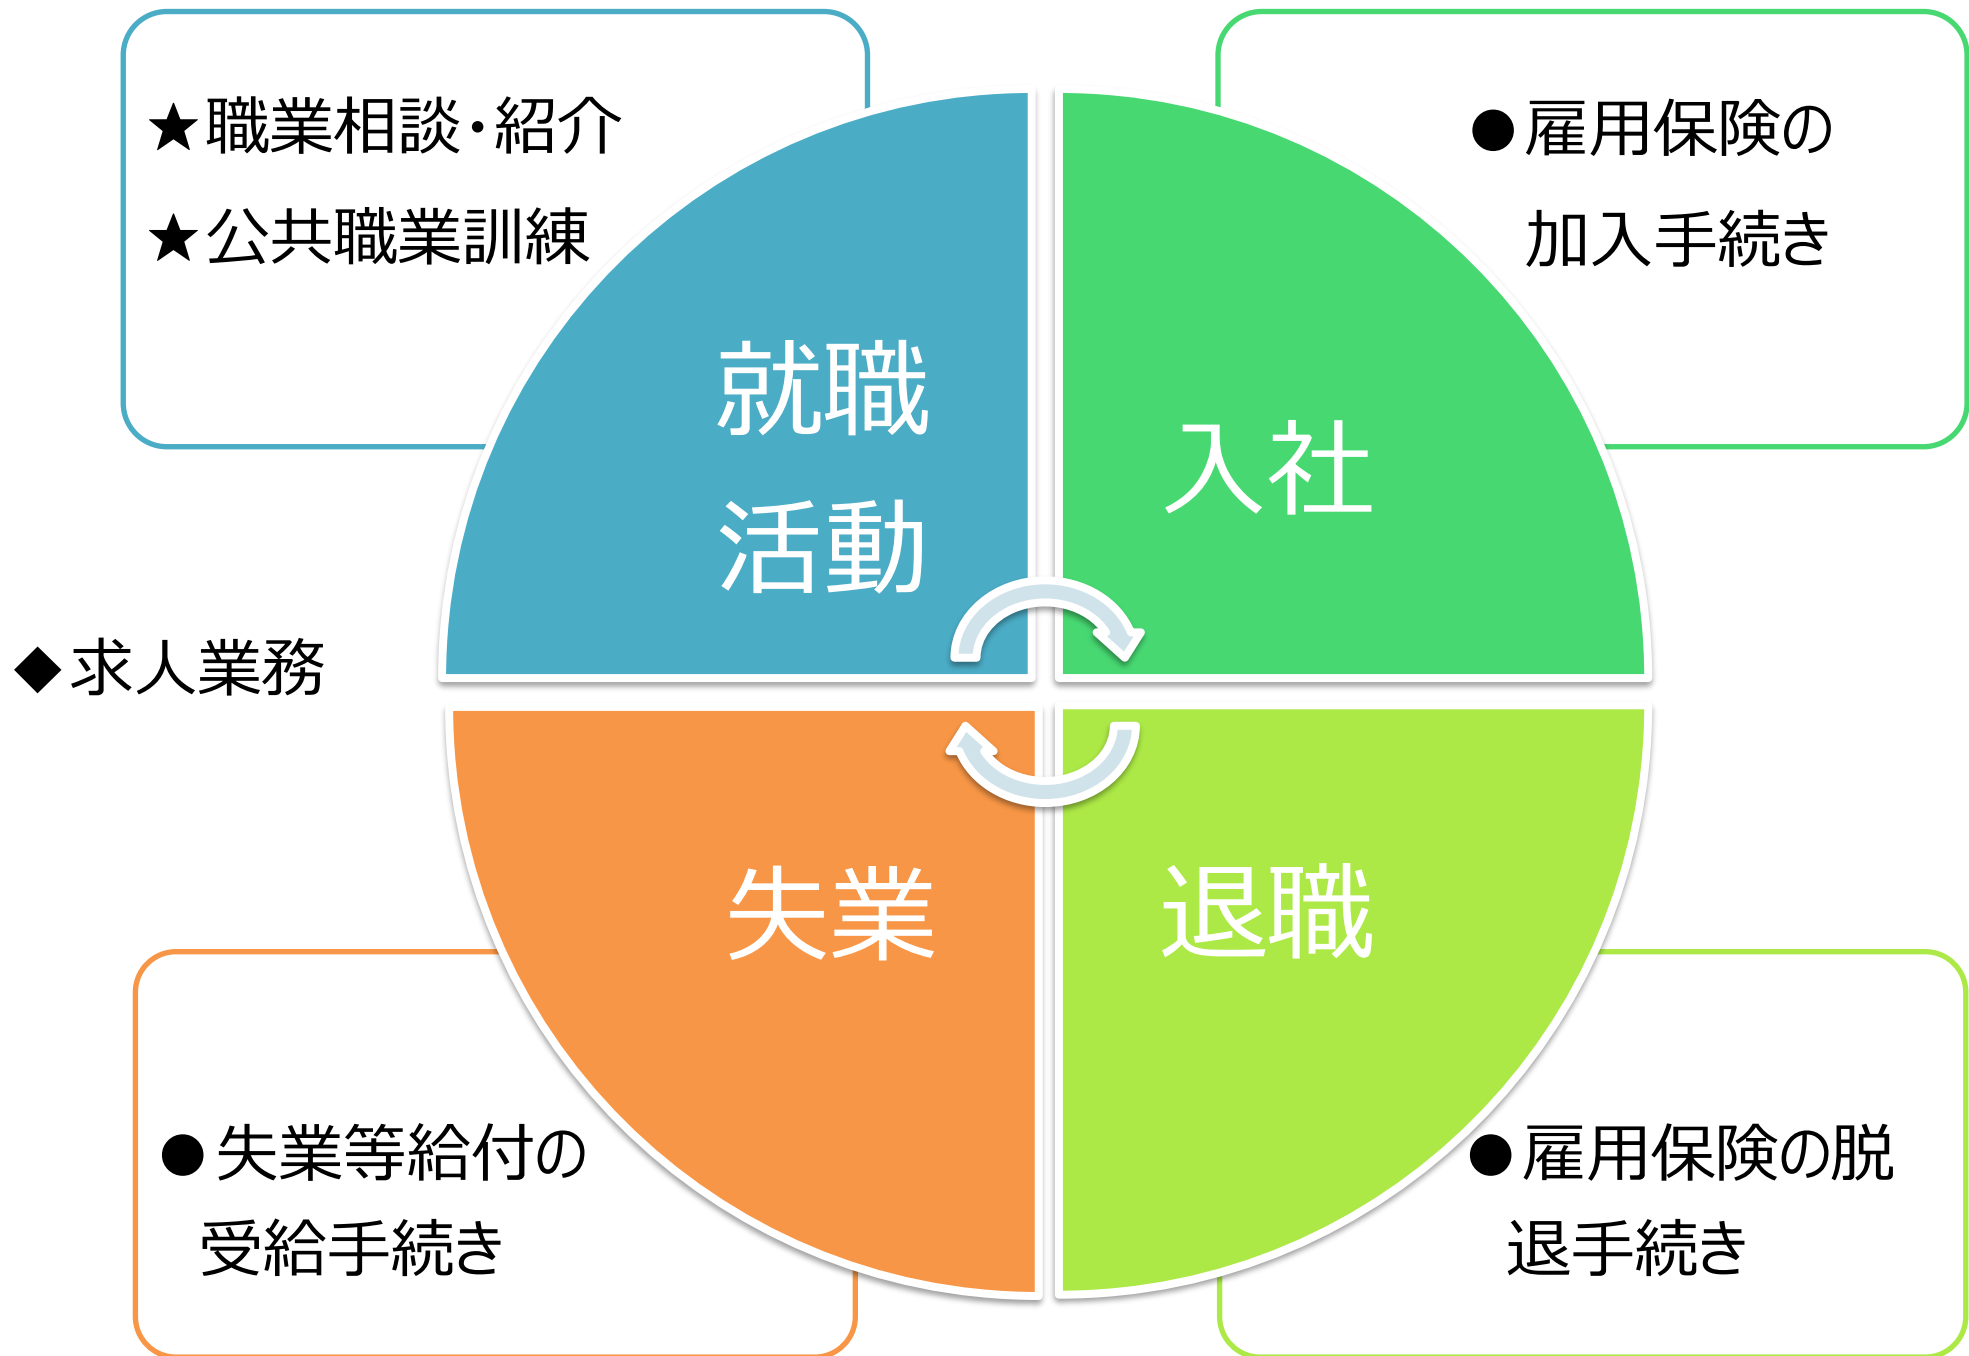 ★職業相談・紹介
★公共職業訓練
●雇用保険の
加入手続き
就職
活動
入社
◆求人業務
失業
退職
●失業等給付の
受給手続き
●雇用保険の脱
退手続き